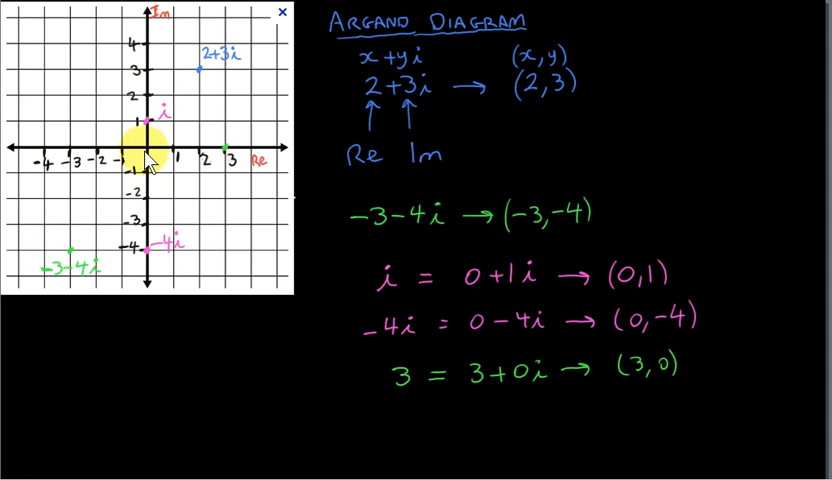 ARGAND DIAGRAM
x+yi (x,y)
2+3i → (2,3)
Re Im
-3-4i → (-3,-4)
i = 0+1i → (0,1)
-4i = 0-4i → (0,-4)
3 = 3+0i → (3,0)
Im
4
2+3i
3
2
1 i
-4 -3 -2 -1 1 2 3 Re
-1
-2
-3
-4 -4i
-3-4i